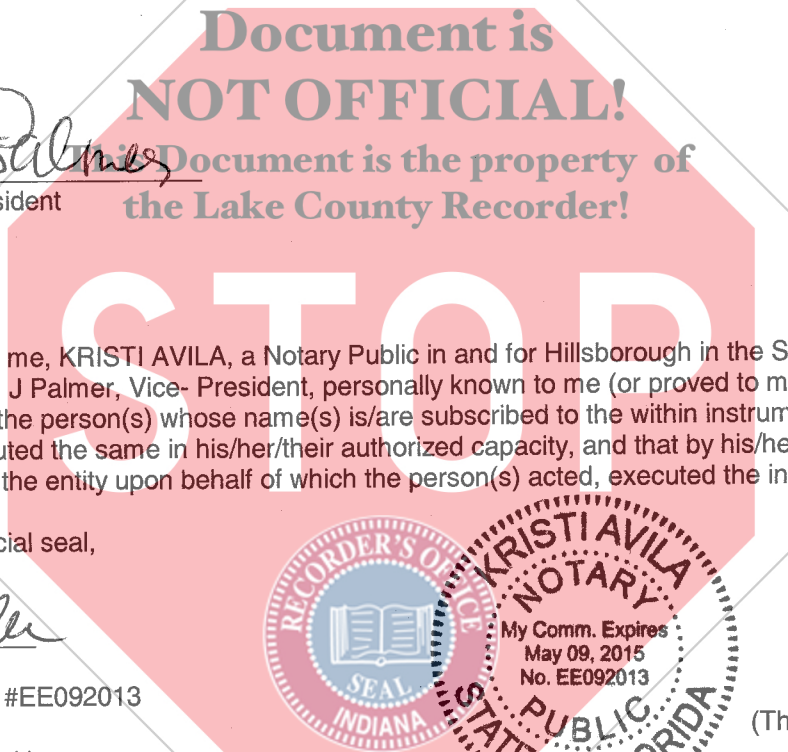 Document is
NOT OFFICIAL!
This Document is the property of
the Lake County Recorder!
Palmer
sident
STOP
me, KRISTI AVILA, a Notary Public in and for Hillsborough in the S
J Palmer, Vice- President, personally known to me (or proved to m
the person(s) whose name(s) is/are subscribed to the within instrum
uted the same in his/her/their authorized capacity, and that by his/he
the entity upon behalf of which the person(s) acted, executed the in
cial seal,
RECORDER'S OFFICE
SEAL
INDIANA
KRISTI AVILA
NOTARY
My Comm. Expires
May 09, 2015
No. EE092013
PUBLIC
STATE
ORIDA
#EE092013
(Th